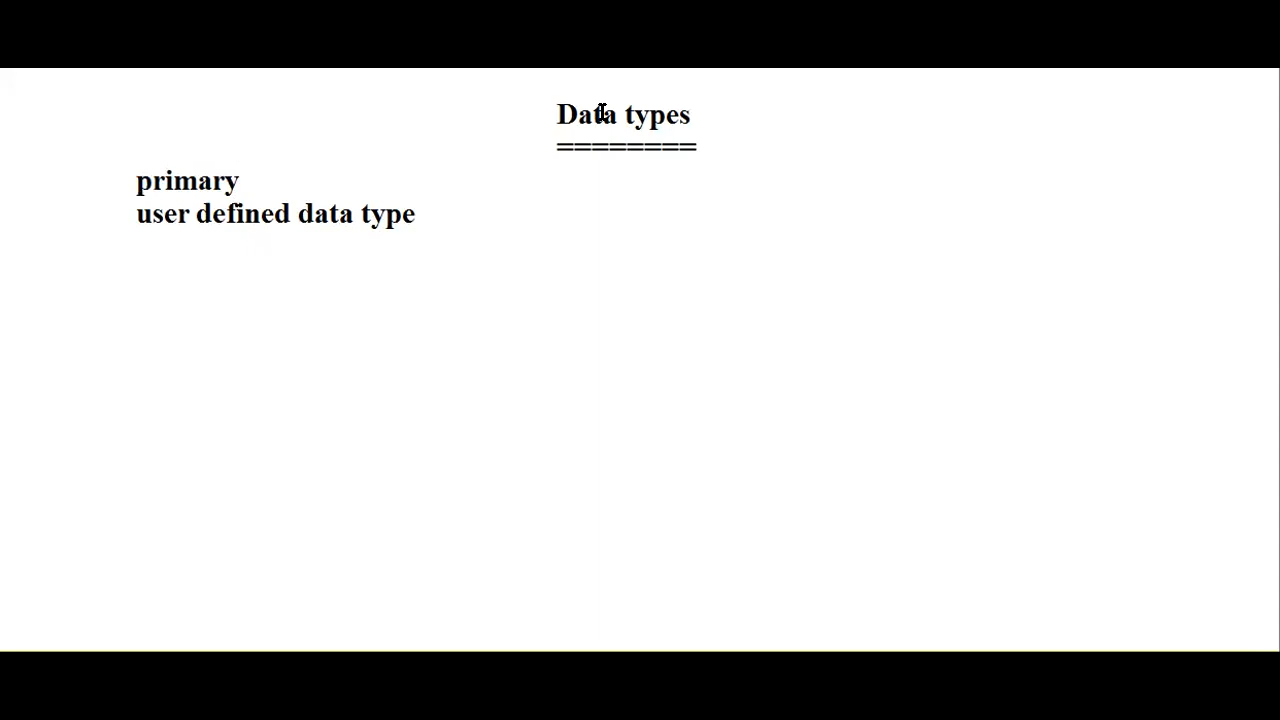 Data types
========
primary
user defined data type